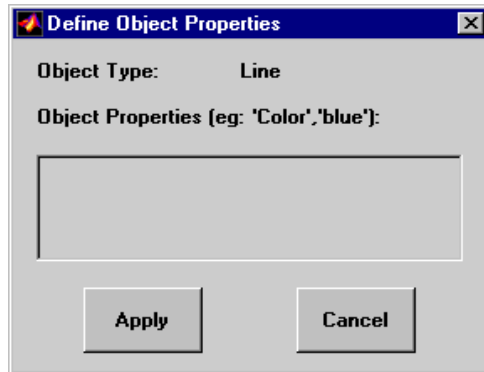 Define Object Properties
Object Type: Line
Object Properties (eg: 'Color','blue'):
Apply Cancel